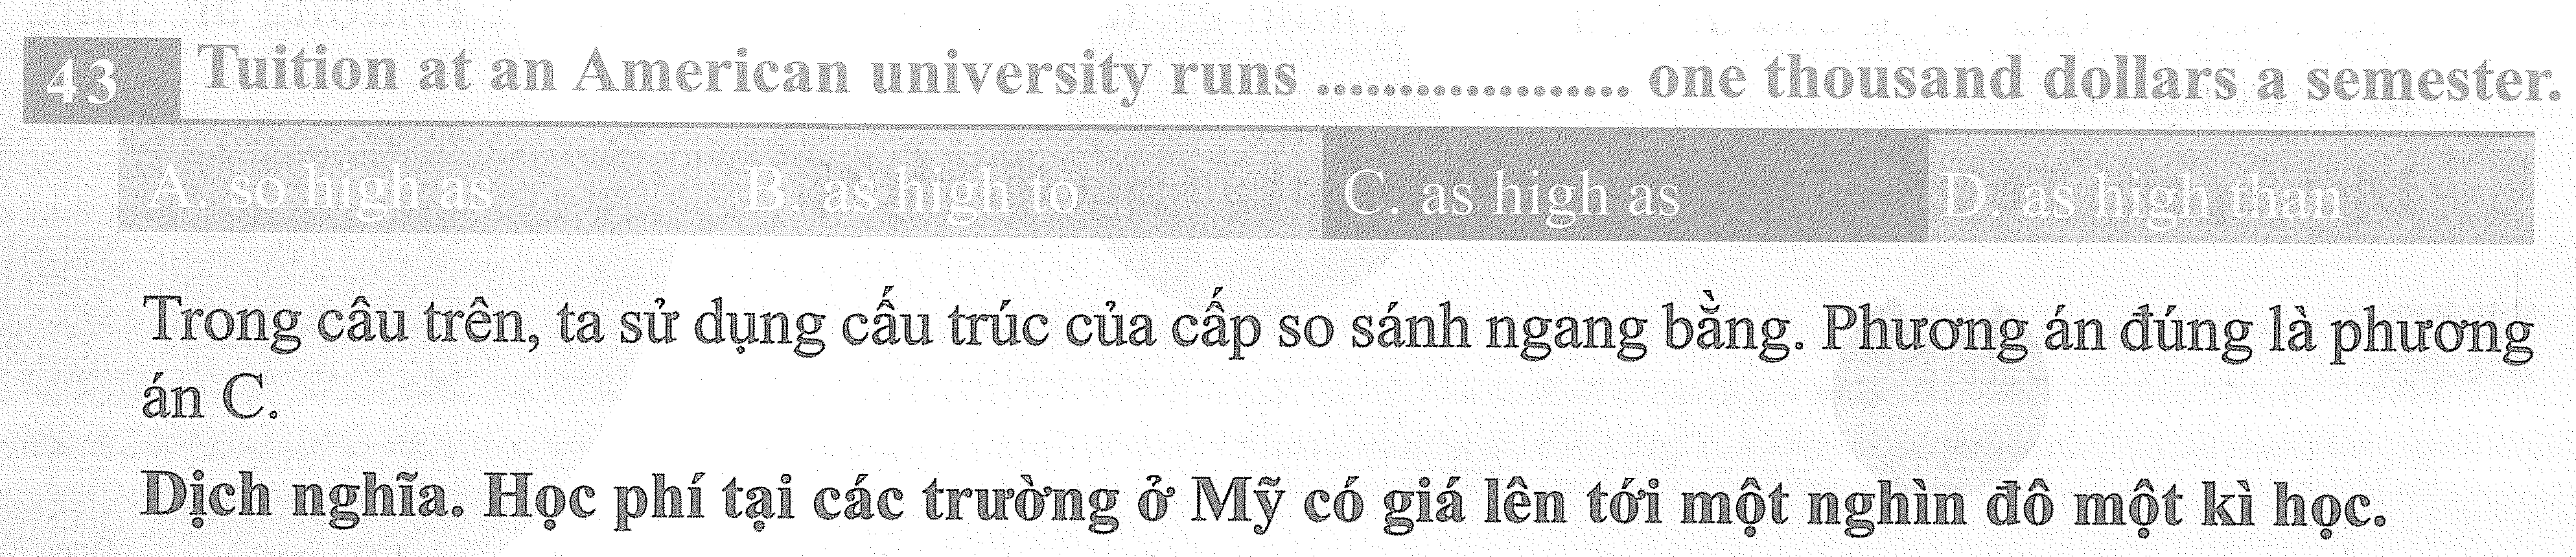 43 Tuition at an American university runs .................. one thousand dollars a semester.
A. so high as B. as high to C. as high as D. as high than
Trong câu trên, ta sử dụng cấu trúc của cấp so sánh ngang bằng. Phương án đúng là phương
án C.
Dịch nghĩa. Học phí tại các trường ở Mỹ có giá lên tới một nghìn đô một kì học.